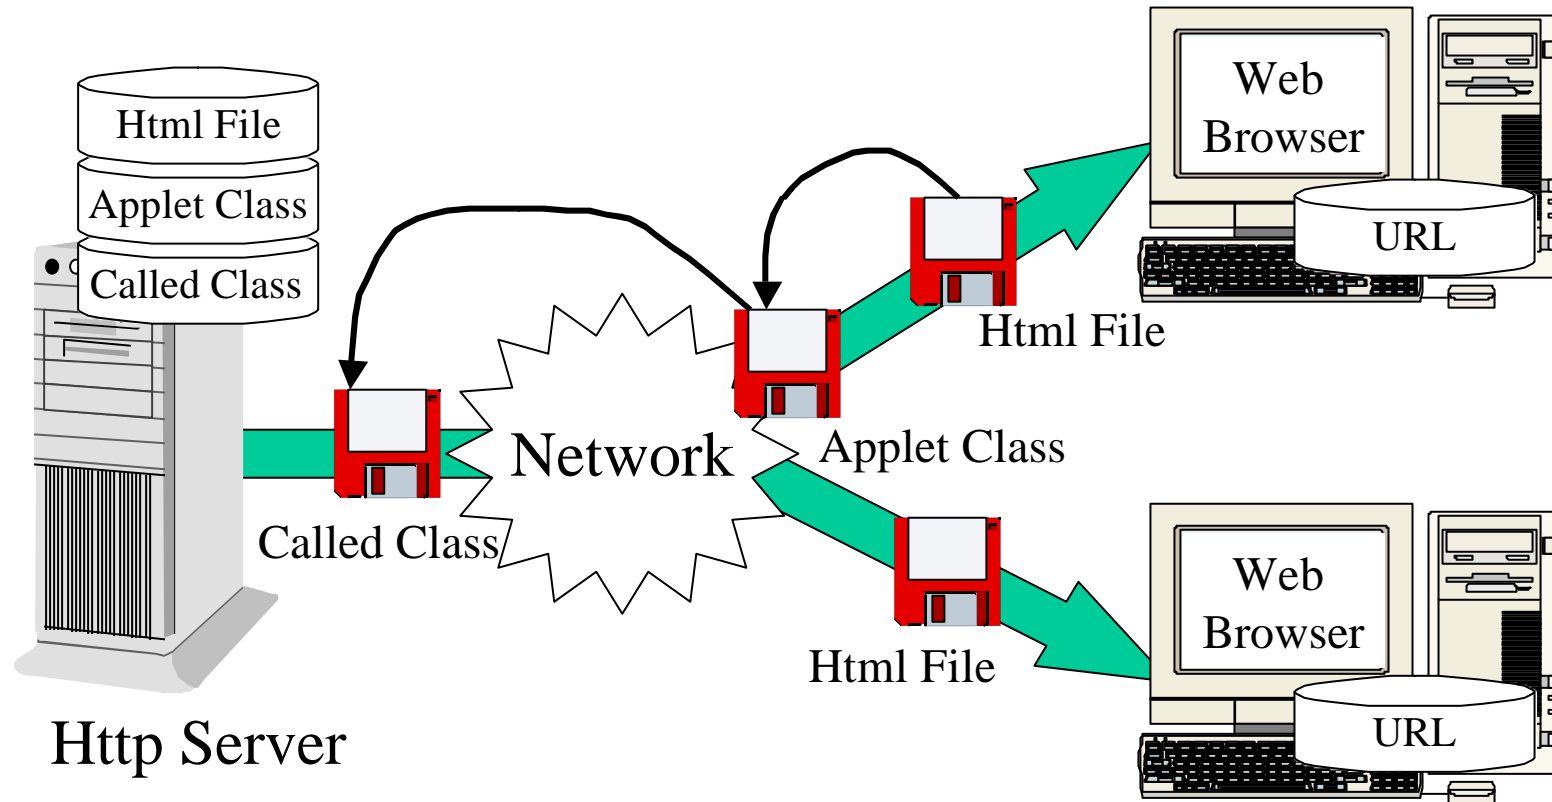 Html File
Applet Class
Called Class
Http Server
Called Class
Network
Applet Class
Html File
Html File
Web
Browser
URL
Web
Browser
URL